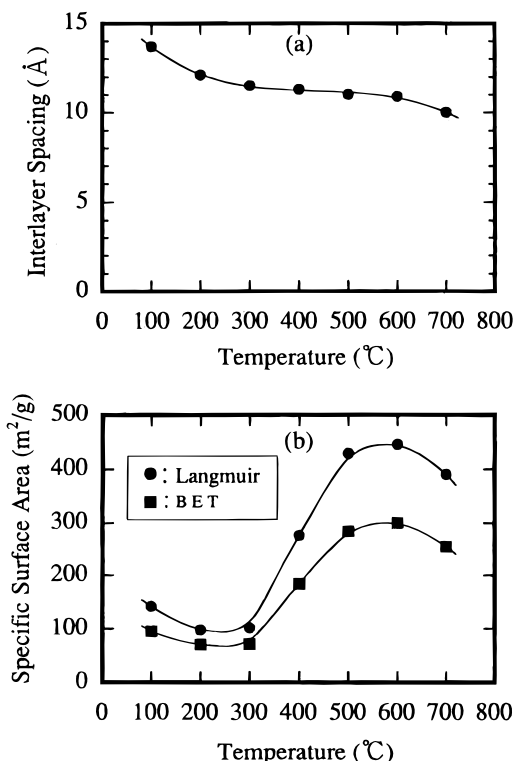 (a)
Interlayer Spacing (Å)
15
10
5
0
0 100 200 300 400 500 600 700 800
Temperature (℃)
(b)
Specific Surface Area (m²/g)
500
400
300
200
100
0
● : Langmuir
■ : BET
0 100 200 300 400 500 600 700 800
Temperature (℃)